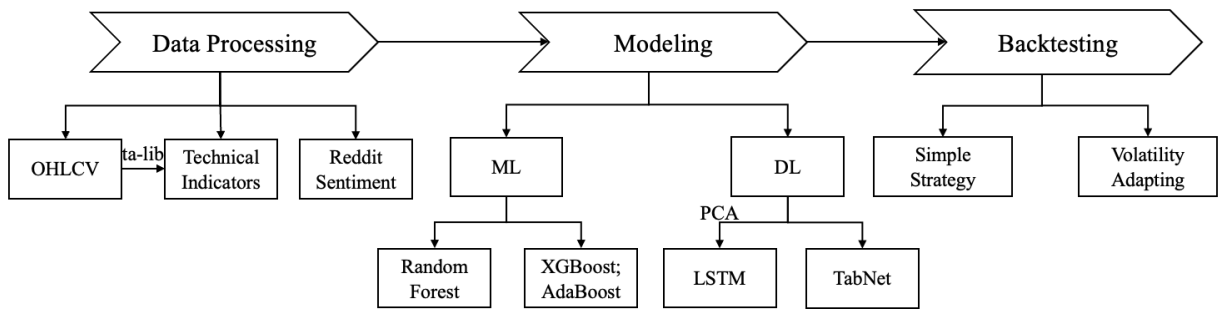 Data Processing
Modeling
Backtesting
OHLCV
ta-lib
Technical
Indicators
Reddit
Sentiment
ML
DL
Simple
Strategy
Volatility
Adapting
Random
Forest
XGBoost;
AdaBoost
PCA
LSTM
TabNet